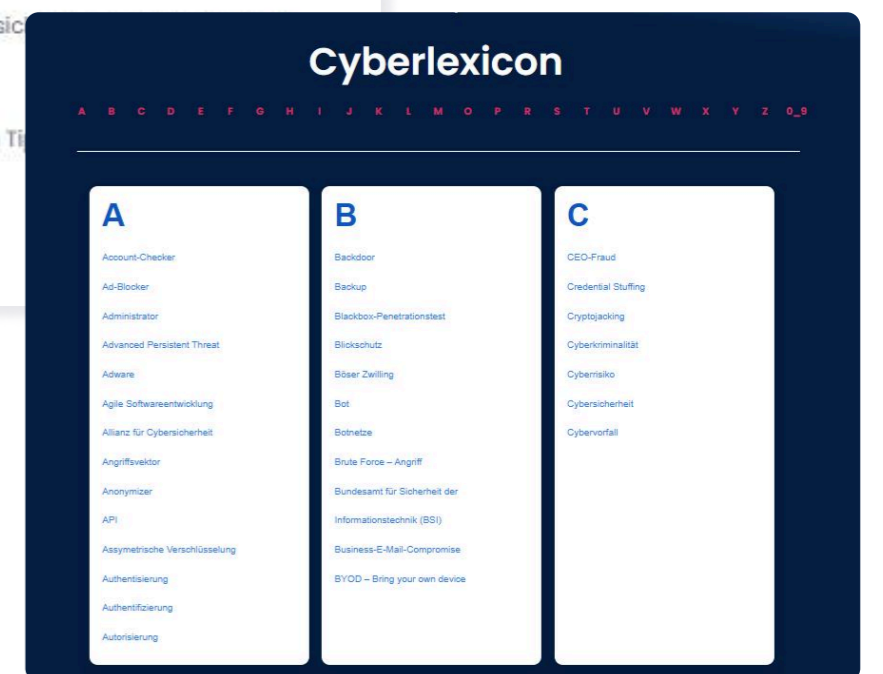 Cyberlexicon
A B C D E F G H I J K L M O P R S T U V W X Y Z 0_9
A
Account-Checker
Ad-Blocker
Administrator
Advanced Persistent Threat
Adware
Agile Softwareentwicklung
Allianz für Cybersicherheit
Angriffsvektor
Anonymizer
API
Assymetrische Verschlüsselung
Authentisierung
Authentifizierung
Autorisierung
B
Backdoor
Backup
Blackbox-Penetrationstest
Blickschutz
Böser Zwilling
Bot
Botnetze
Brute Force – Angriff
Bundesamt für Sicherheit der
Informationstechnik (BSI)
Business-E-Mail-Compromise
BYOD – Bring your own device
C
CEO-Fraud
Credential Stuffing
Cryptojacking
Cyberkriminalität
Cyberrisiko
Cybersicherheit
Cybervorfall